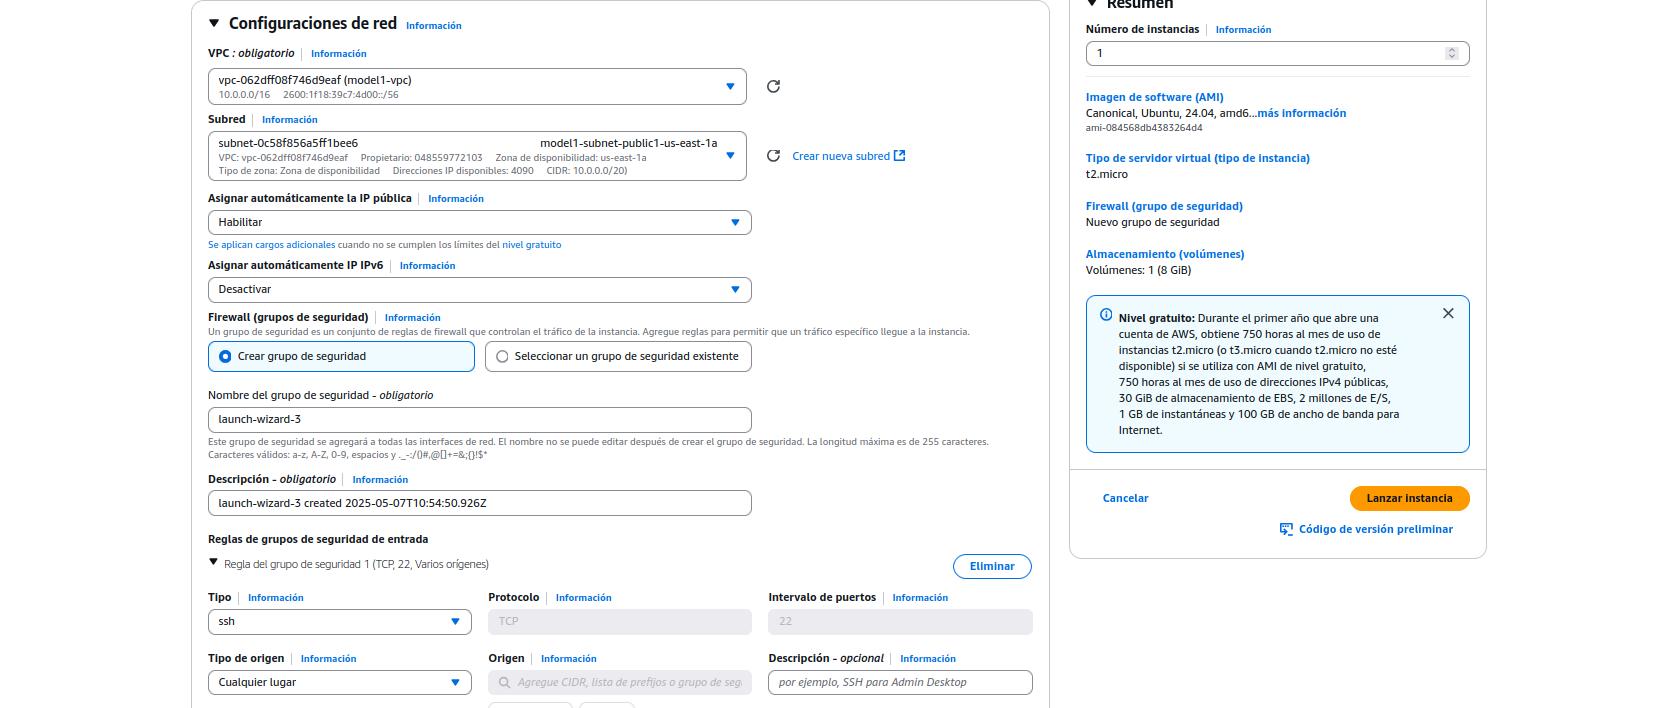 Configuraciones de red Información
VPC : obligatorio Información
vpc-062dff08f746d9eaf (model1-vpc)
10.0.0.0/16 2600:1f18:39c7:4d00::/56
Subred Información
subnet-0c58f856a5ff1bee6 model1-subnet-public1-us-east-1a
VPC: vpc-062dff08f746d9eaf Propietario: 048559772103 Zona de disponibilidad: us-east-1a
Tipo de zona: Zona de disponibilidad Direcciones IP disponibles: 4090 CIDR: 10.0.0.0/20)
Crear nueva subred
Asignar automáticamente la IP pública Información
Habilitar
Se aplican cargos adicionales cuando no se cumplen los límites del nivel gratuito
Asignar automáticamente IP IPv6 Información
Desactivar
Firewall (grupos de seguridad) Información
Un grupo de seguridad es un conjunto de reglas de firewall que controlan el tráfico de la instancia. Agregue reglas para permitir que un tráfico específico llegue a la instancia.
Crear grupo de seguridad Seleccionar un grupo de seguridad existente
Nombre del grupo de seguridad - obligatorio
launch-wizard-3
Este grupo de seguridad se agregará a todas las interfaces de red. El nombre no se puede editar después de crear el grupo de seguridad. La longitud máxima es de 255 caracteres.
Caracteres válidos: a-z, A-Z, 0-9, espacios y ._-:/()#,@[]+=&;{}!$*
Descripción - obligatorio Información
launch-wizard-3 created 2025-05-07T10:54:50.926Z
Reglas de grupos de seguridad de entrada
Regla del grupo de seguridad 1 (TCP, 22, Varios orígenes)
Eliminar
Tipo Información Protocolo Información Intervalo de puertos Información
ssh TCP 22
Tipo de origen Información Origen Información Descripción - opcional Información
Cualquier lugar Agregue CIDR, lista de prefijos o grupo de seg por ejemplo, SSH para Admin Desktop
Resumen
Número de instancias Información
1
Imagen de software (AMI)
Canonical, Ubuntu, 24.04, amd6...más información
ami-084568db4383264d4
Tipo de servidor virtual (tipo de instancia)
t2.micro
Firewall (grupo de seguridad)
Nuevo grupo de seguridad
Almacenamiento (volúmenes)
Volúmenes: 1 (8 GiB)
Nivel gratuito: Durante el primer año que abre una
cuenta de AWS, obtiene 750 horas al mes de uso de
instancias t2.micro (o t3.micro cuando t2.micro no esté
disponible) si se utiliza con AMI de nivel gratuito,
750 horas al mes de uso de direcciones IPv4 públicas,
30 GiB de almacenamiento de EBS, 2 millones de E/S,
1 GB de instantáneas y 100 GB de ancho de banda para
Internet.
Cancelar Lanzar instancia
Código de versión preliminar